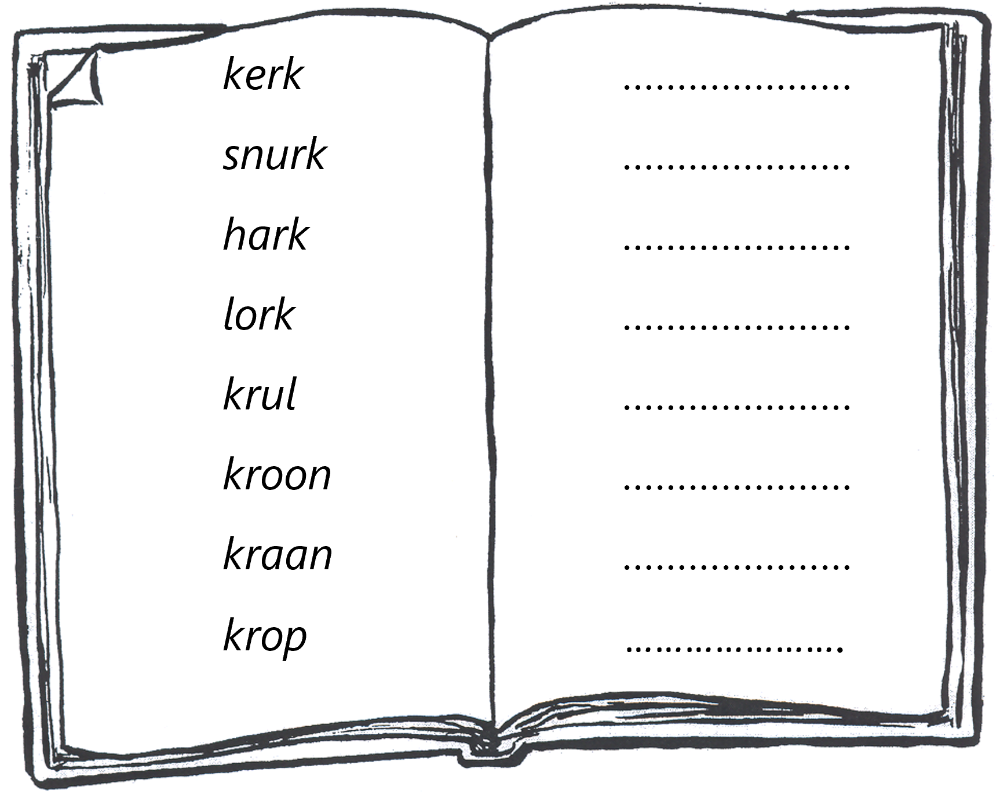 kerk .....................
snurk .....................
hark .....................
lork .....................
krul .....................
kroon .....................
kraan .....................
krop .....................